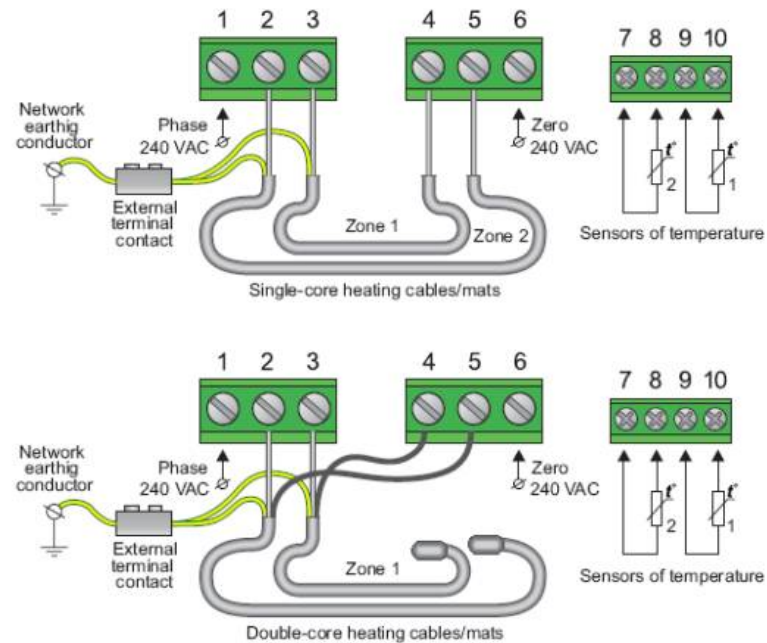 1 2 3 4 5 6 7 8 9 10
Network
earthig
conductor
Phase
240 VAC
Zero
240 VAC
External
terminal
contact
Zone 1
Zone 2
t°
2
t°
1
Sensors of temperature
Single-core heating cables/mats
1 2 3 4 5 6 7 8 9 10
Network
earthig
conductor
Phase
240 VAC
Zero
240 VAC
External
terminal
contact
Zone 1
t°
2
t°
1
Sensors of temperature
Double-core heating cables/mats